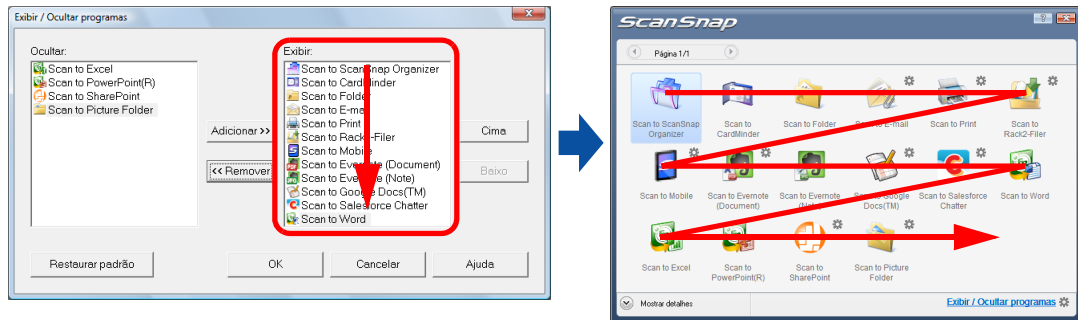 Exibir / Ocultar programas
Ocultar:
Scan to Excel
Scan to PowerPoint(R)
Scan to SharePoint
Scan to Picture Folder
Adicionar >>
<< Remover
Exibir:
Scan to ScanSnap Organizer
Scan to CardMinder
Scan to Folder
Scan to E-mail
Scan to Print
Scan to Rack2-Filer
Scan to Mobile
Scan to Evernote (Document)
Scan to Evernote (Note)
Scan to Google Docs(TM)
Scan to Salesforce Chatter
Scan to Word
Cima
Baixo
Restaurar padrão
OK
Cancelar
Ajuda
ScanSnap
Página 1/1
Scan to ScanSnap
Organizer
Scan to
CardMinder
Scan to Folder
Scan to E-mail
Scan to Print
Scan to
Rack2-Filer
Scan to Mobile
Scan to Evernote
(Document)
Scan to Evernote
(Note)
Scan to Google
Docs(TM)
Scan to Salesforce
Chatter
Scan to Word
Scan to Excel
Scan to
PowerPoint(R)
Scan to
SharePoint
Scan to Picture
Folder
Mostrar detalhes
Exibir / Ocultar programas